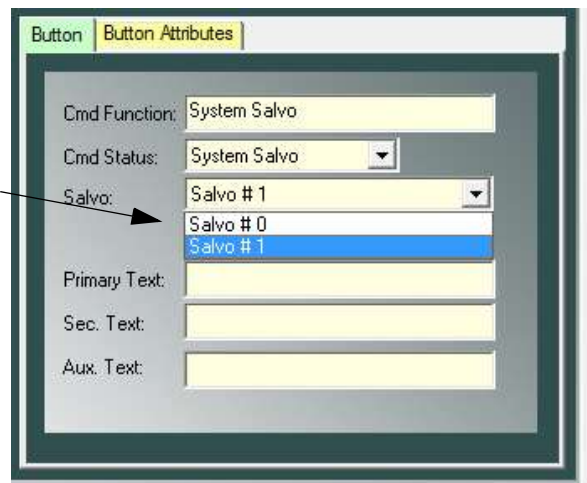 Button Button Attributes
Cmd Function: System Salvo
Cmd Status: System Salvo
Salvo: Salvo # 1
Salvo # 0
Salvo # 1
Primary Text:
Sec. Text:
Aux. Text: